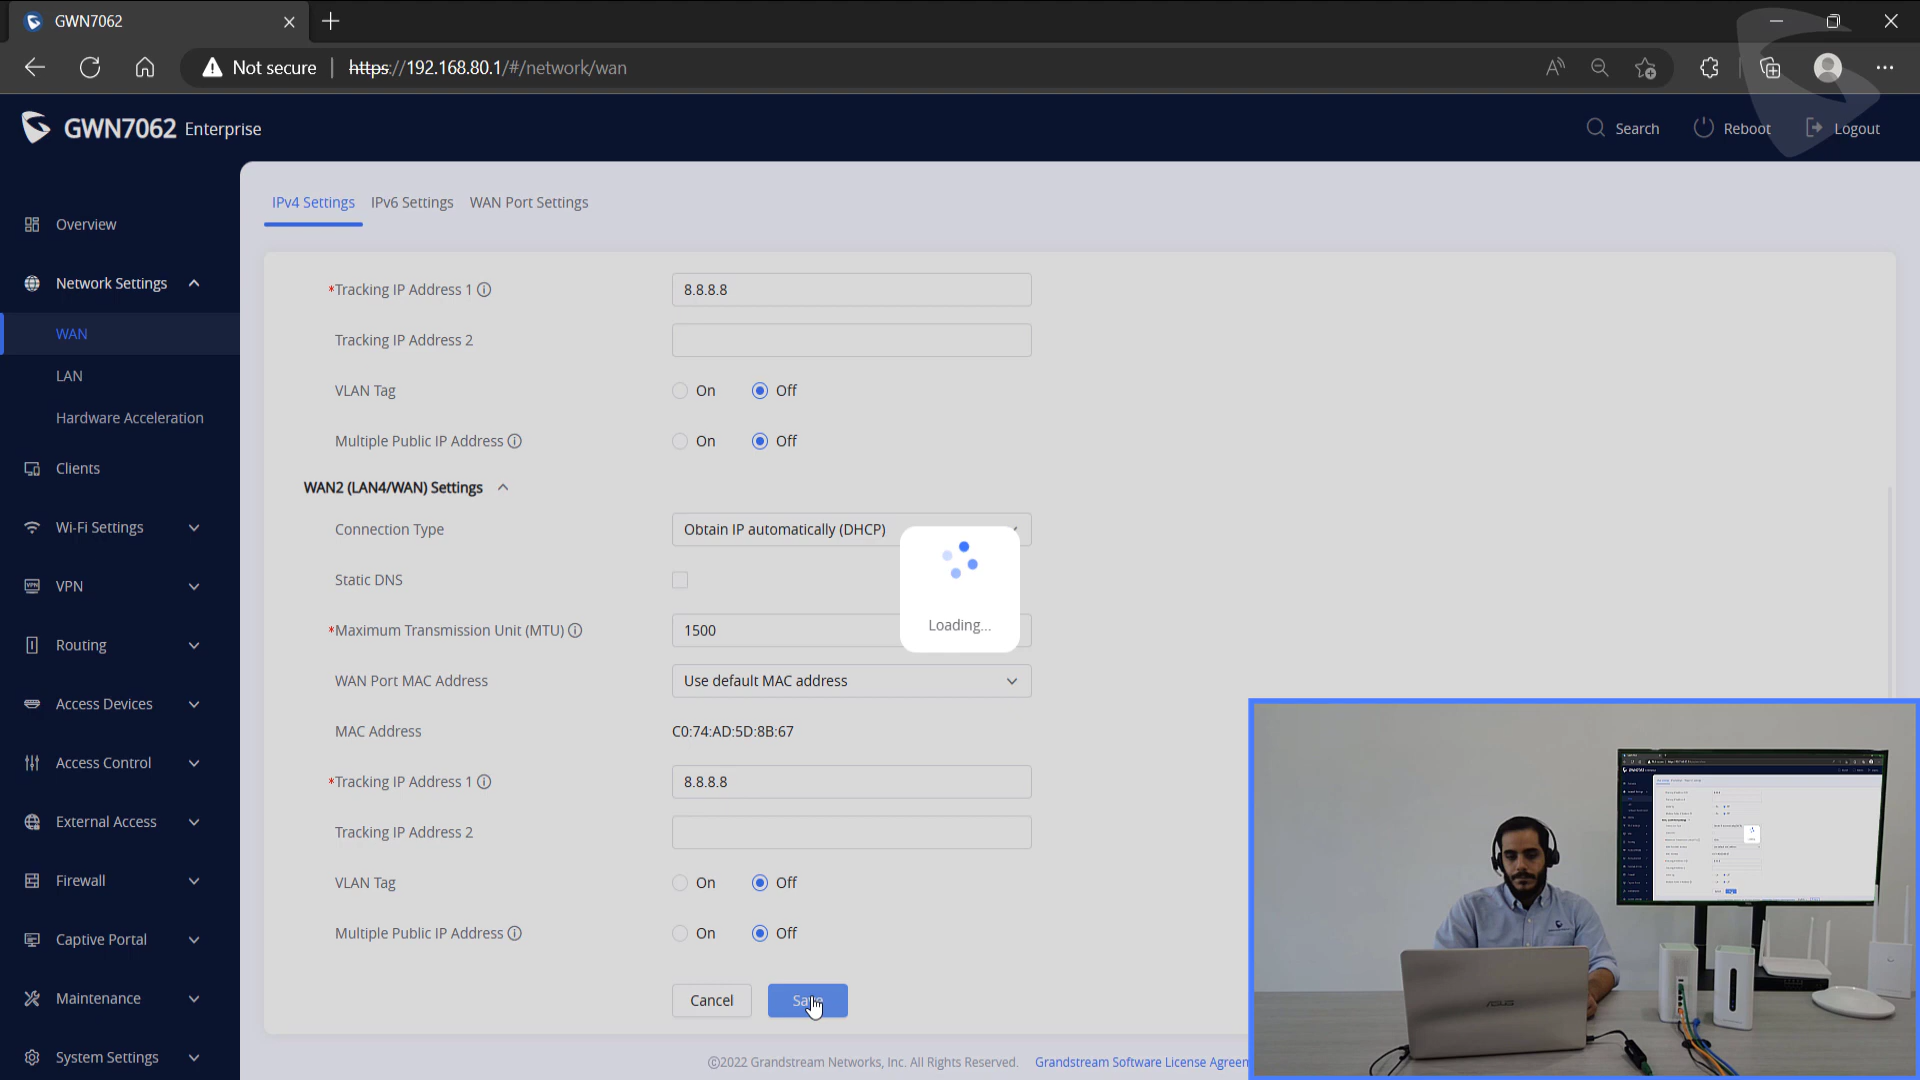 GWN7062
Not secure
https://192.168.80.1/#/network/wan
GWN7062 Enterprise
Search
Reboot
Logout
IPv4 Settings
IPv6 Settings
WAN Port Settings
Overview
Network Settings
WAN
LAN
Hardware Acceleration
Clients
Wi-Fi Settings
VPN
Routing
Access Devices
Access Control
External Access
Firewall
Captive Portal
Maintenance
System Settings
*Tracking IP Address 1
8.8.8.8
Tracking IP Address 2
VLAN Tag
On
Off
Multiple Public IP Address
On
Off
WAN2 (LAN4/WAN) Settings
Connection Type
Obtain IP automatically (DHCP)
Static DNS
Loading...
*Maximum Transmission Unit (MTU)
1500
WAN Port MAC Address
Use default MAC address
MAC Address
C0:74:AD:5D:8B:67
*Tracking IP Address 1
8.8.8.8
Tracking IP Address 2
VLAN Tag
On
Off
Multiple Public IP Address
On
Off
Cancel
Save
©2022 Grandstream Networks, Inc. All Rights Reserved.
Grandstream Software License Agreem
ASUS